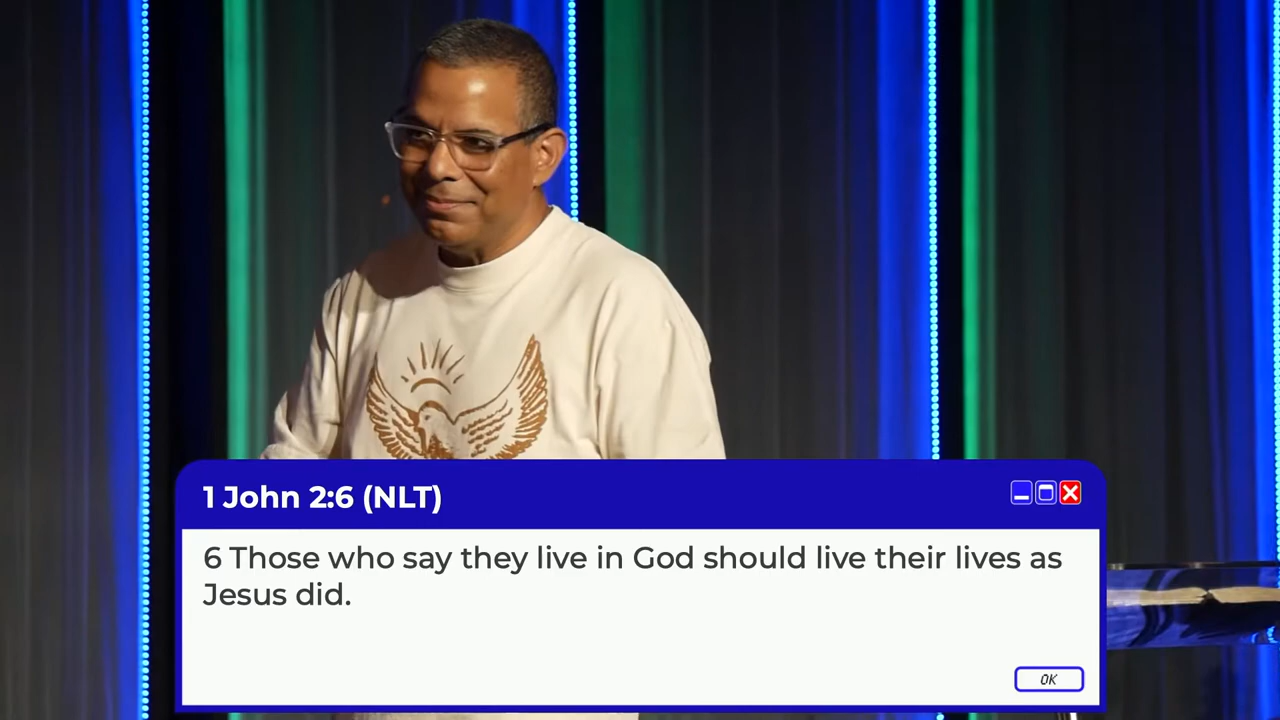 1 John 2:6 (NLT)
6 Those who say they live in God should live their lives as
Jesus did.
OK